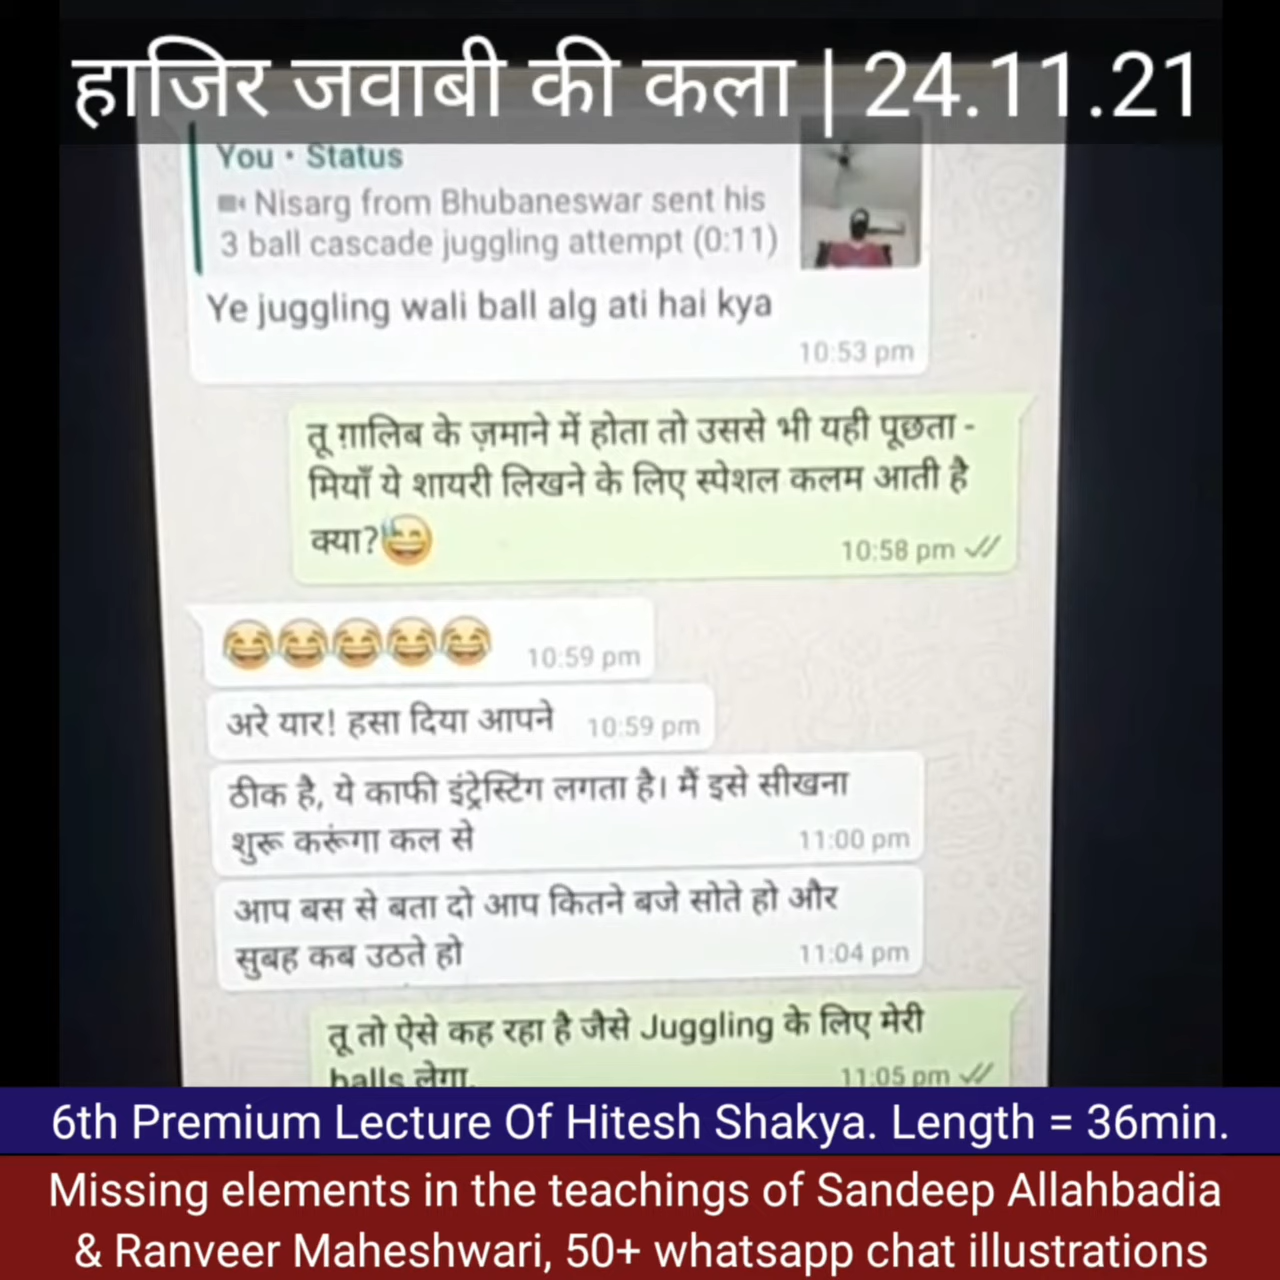 हाजिर जवाबी की कला | 24.11.21
You · Status
Nisarg from Bhubaneswar sent his
3 ball cascade juggling attempt (0:11)
Ye juggling wali ball alg ati hai kya
10:53 pm
तू ग़ालिब के ज़माने में होता तो उससे भी यही पूछता -
मियाँ ये शायरी लिखने के लिए स्पेशल कलम आती है
क्या?😅
10:58 pm
😂😂😂😂😂 10:59 pm
अरे यार! हसा दिया आपने 10:59 pm
ठीक है, ये काफी इंट्रेस्टिंग लगता है। मैं इसे सीखना
शुरू करूंगा कल से 11:00 pm
आप बस से बता दो आप कितने बजे सोते हो और
सुबह कब उठते हो 11:04 pm
तू तो ऐसे कह रहा है जैसे Juggling के लिए मेरी
balls लेगा. 11:05 pm
6th Premium Lecture Of Hitesh Shakya. Length = 36min.
Missing elements in the teachings of Sandeep Allahbadia
& Ranveer Maheshwari, 50+ whatsapp chat illustrations